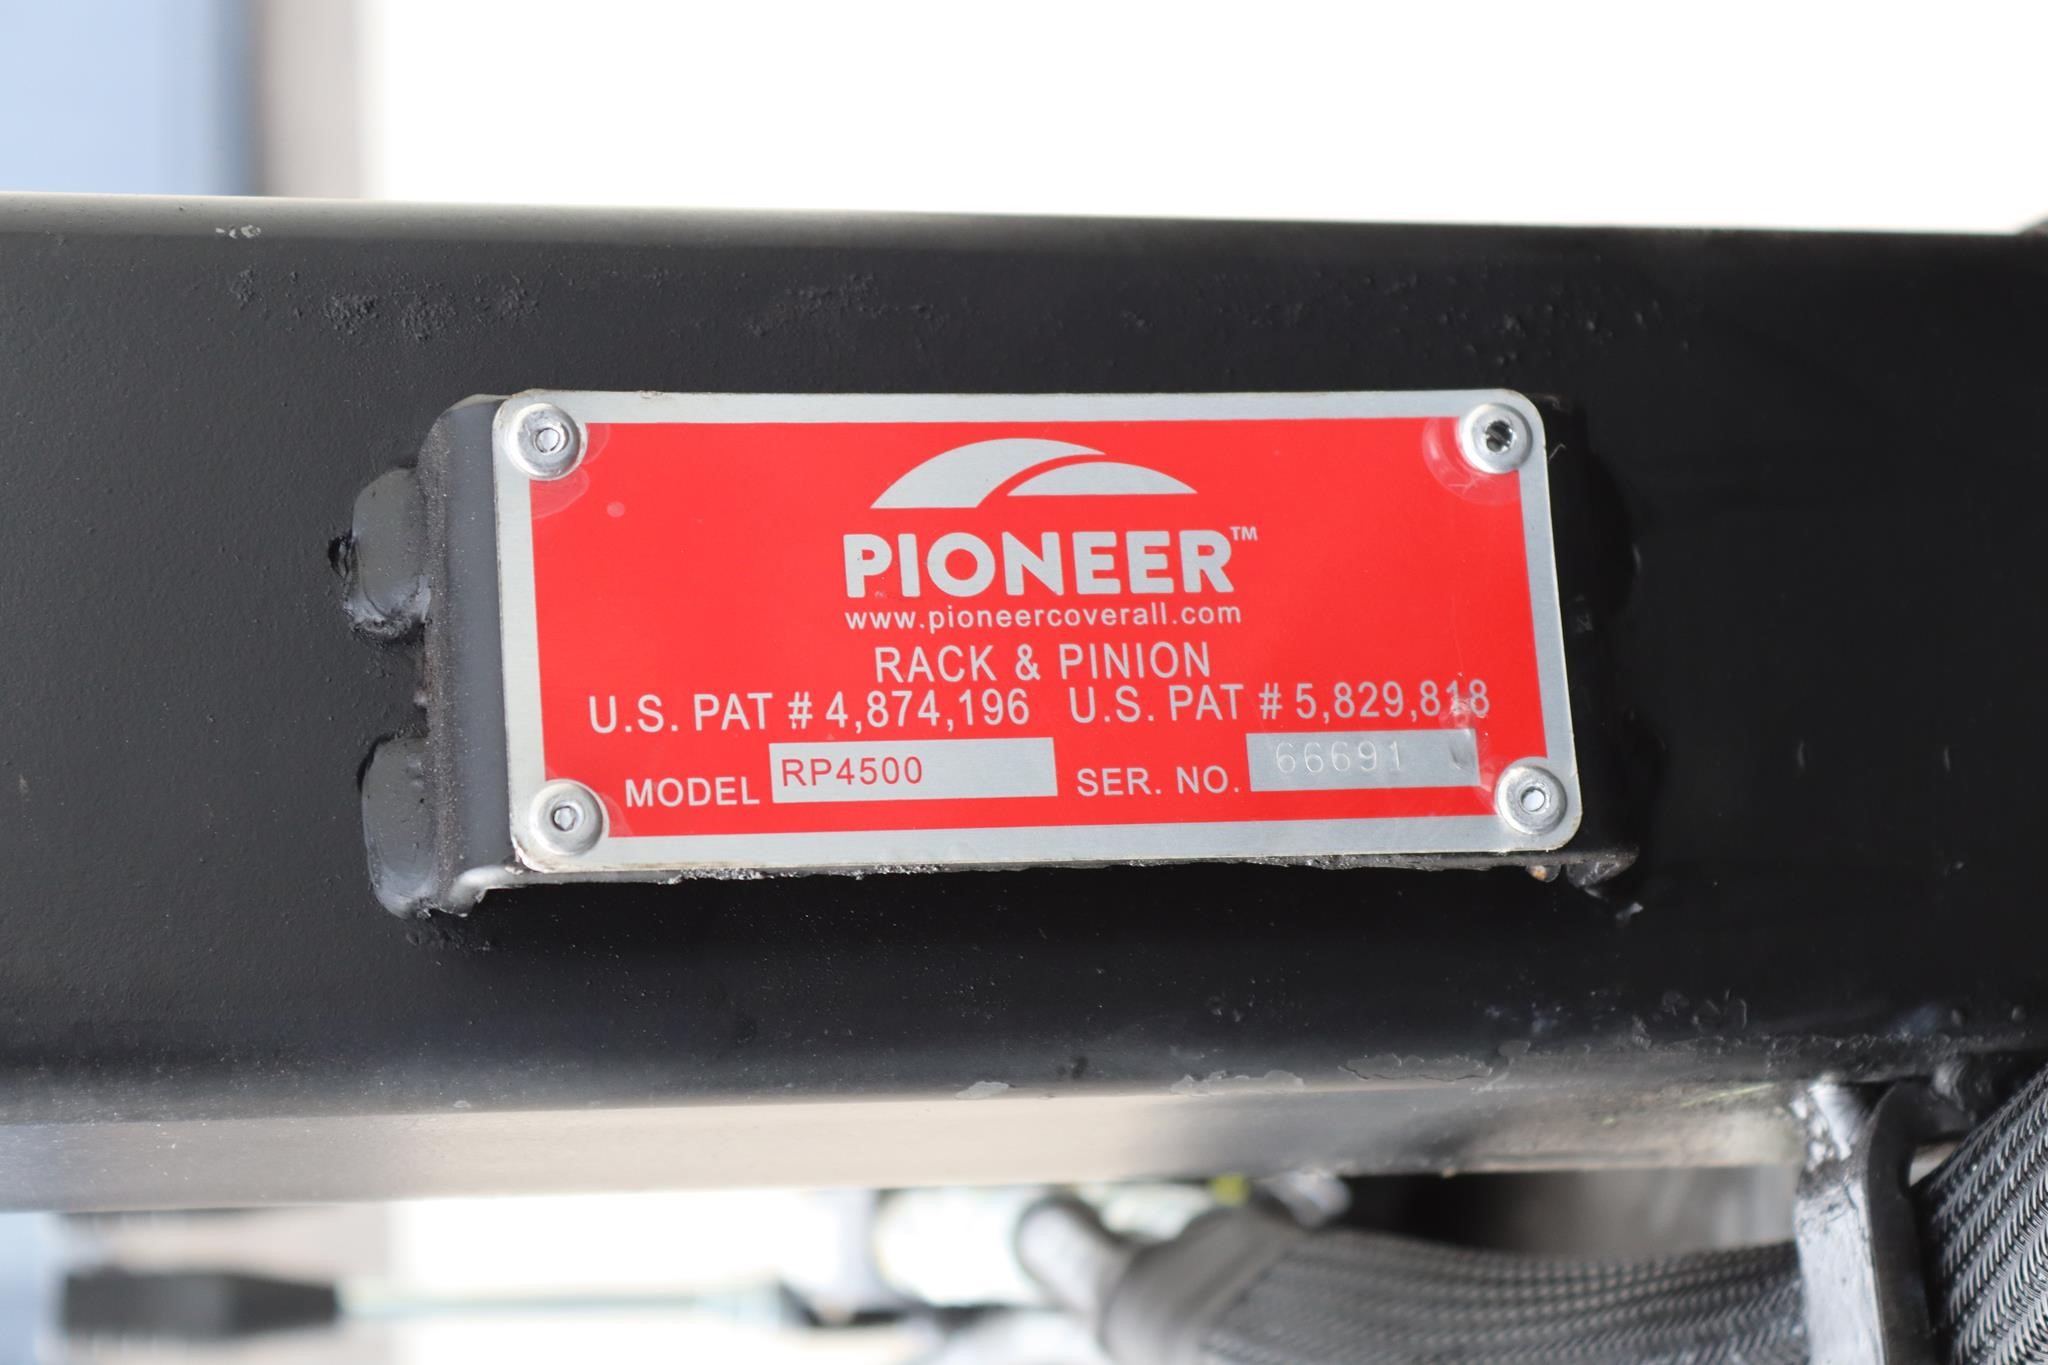 PIONEER™
www.pioneercoverall.com
RACK & PINION
U.S. PAT # 4,874,196 U.S. PAT # 5,829,818
MODEL RP4500 SER. NO. 66691